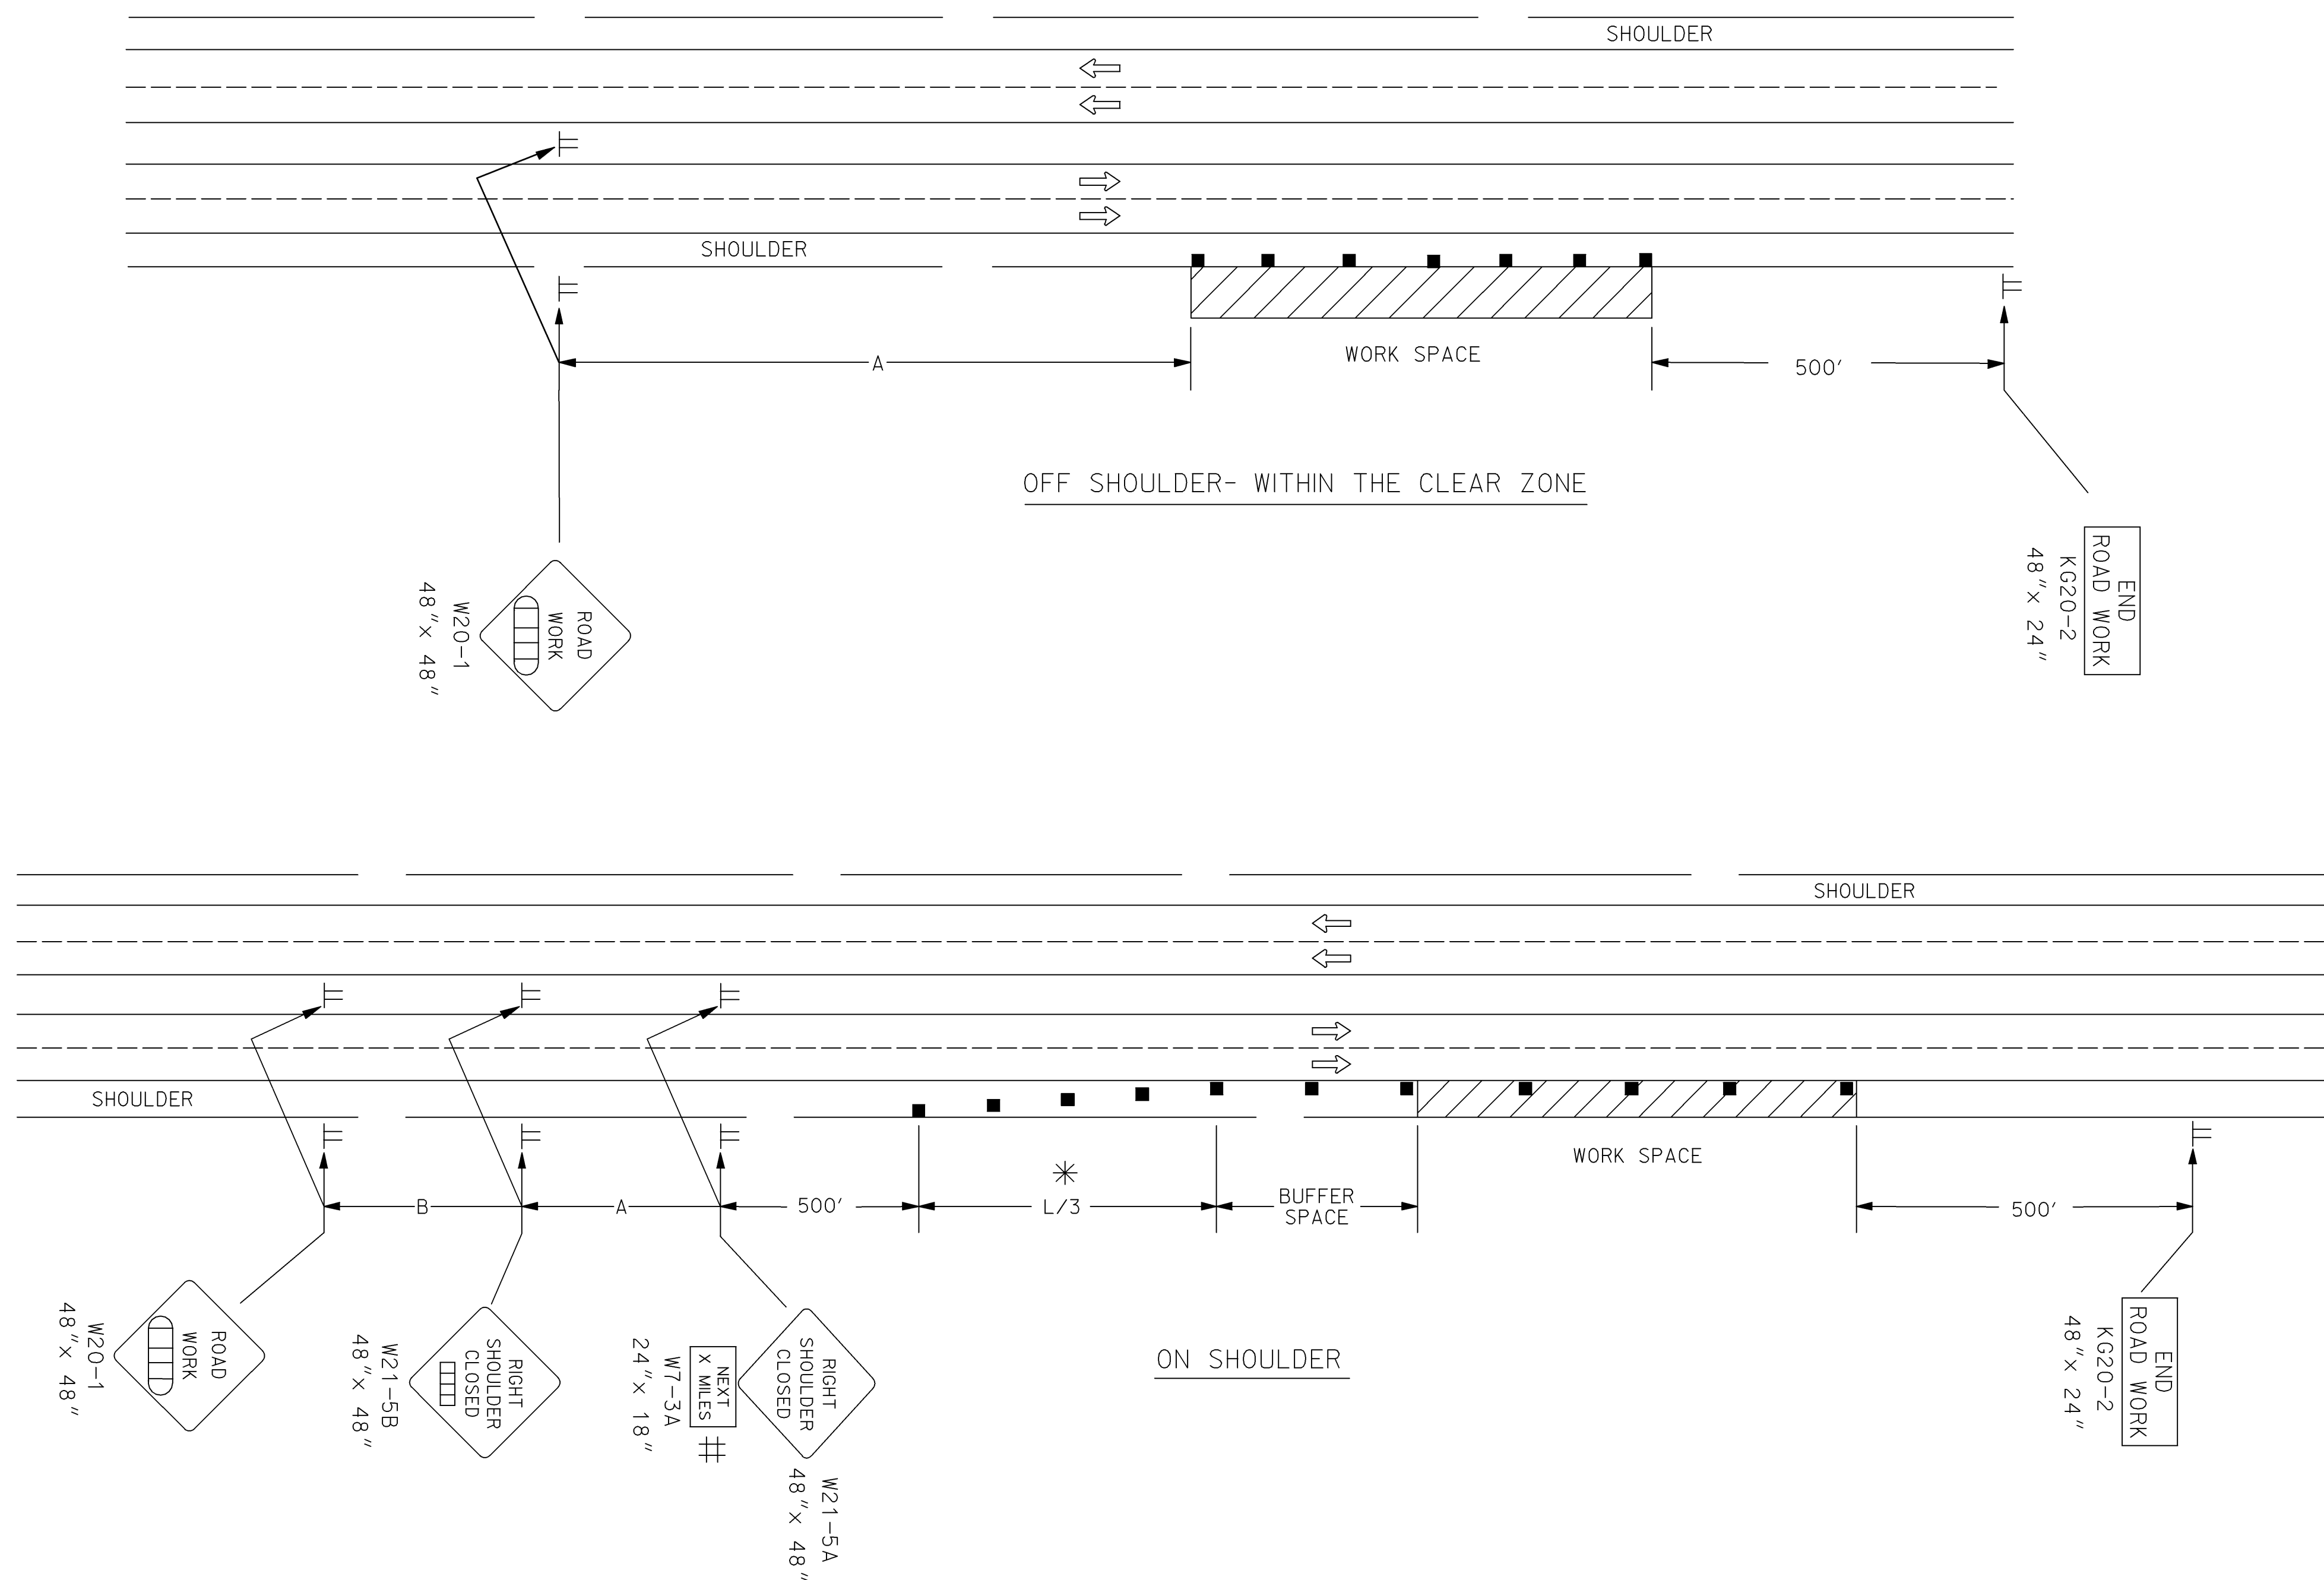 SHOULDER
SHOULDER
A
WORK SPACE
500'
OFF SHOULDER- WITHIN THE CLEAR ZONE
ROAD
WORK
W20-1
48"x 48"
END
ROAD WORK
KG20-2
48"x 24"
SHOULDER
SHOULDER
WORK SPACE
B
A
500'
*
L/3
BUFFER
SPACE
500'
ROAD
WORK
W20-1
48"x 48"
RIGHT
SHOULDER
CLOSED
W21-5B
48"x 48"
RIGHT
SHOULDER
CLOSED
W21-5A
48"x 48"
NEXT
X MILES
#
W7-3A
24"x 18"
ON SHOULDER
END
ROAD WORK
KG20-2
48"x 24"